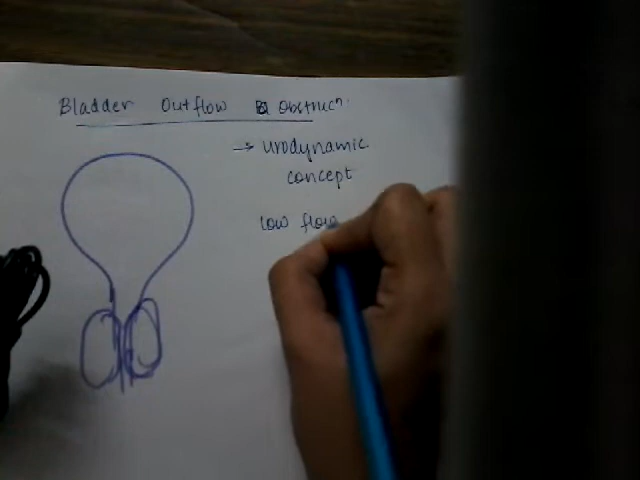 Bladder Outflow Obstrucn.
→ urodynamic
concept
low flow